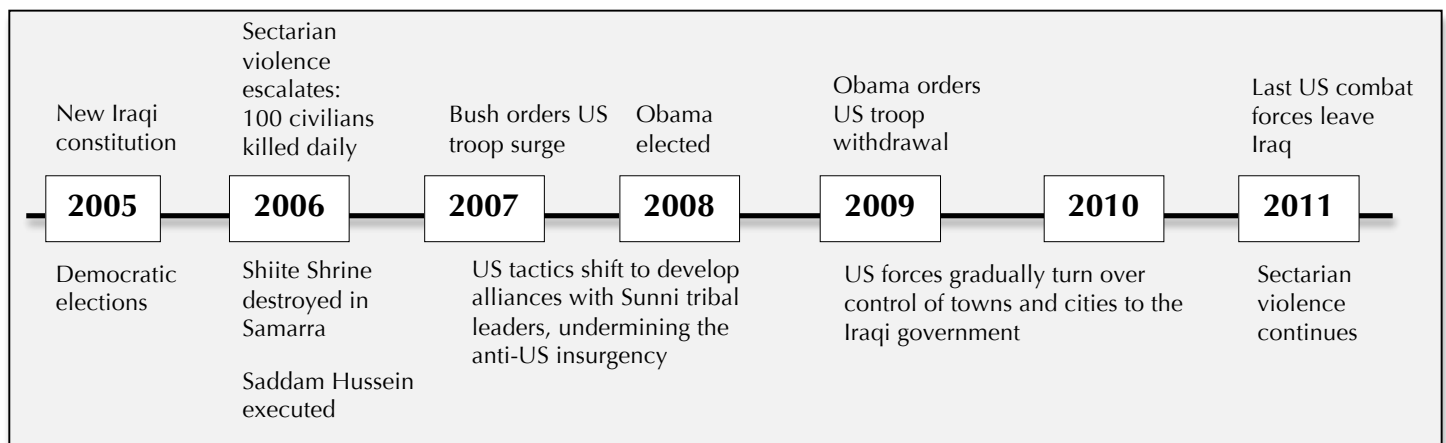 New Iraqi
constitution
Sectarian
violence
escalates:
100 civilians
killed daily
Bush orders US
troop surge
Obama
elected
Obama orders
US troop
withdrawal
Last US combat
forces leave
Iraq
2005
2006
2007
2008
2009
2010
2011
Democratic
elections
Shiite Shrine
destroyed in
Samarra
Saddam Hussein
executed
US tactics shift to develop
alliances with Sunni tribal
leaders, undermining the
anti-US insurgency
US forces gradually turn over
control of towns and cities to the
Iraqi government
Sectarian
violence
continues